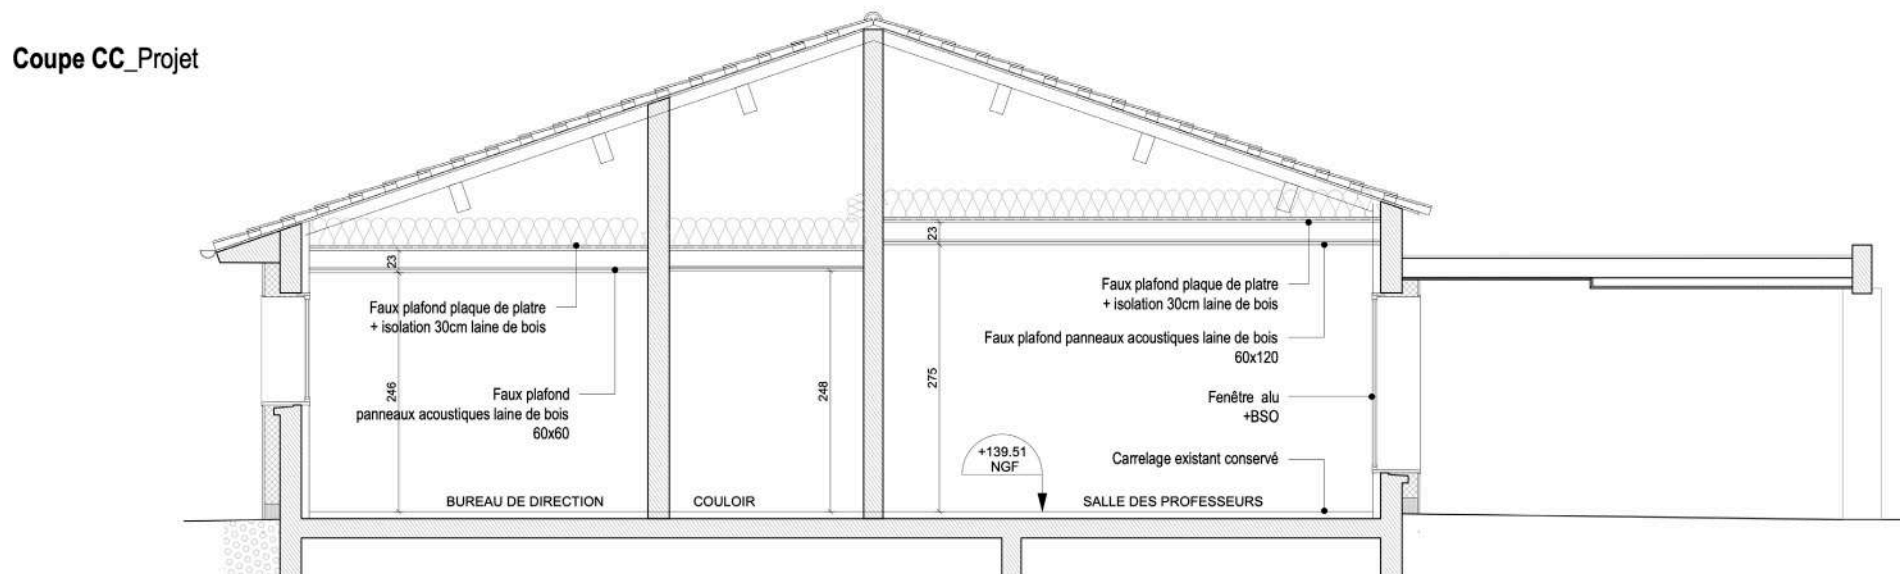 Coupe CC_Projet
23
23
Faux plafond plaque de platre
+ isolation 30cm laine de bois
Faux plafond plaque de platre
+ isolation 30cm laine de bois
Faux plafond panneaux acoustiques laine de bois
60x120
246
Faux plafond
panneaux acoustiques laine de bois
60x60
248
275
Fenêtre alu
+BSO
+139.51
NGF
Carrelage existant conservé
BUREAU DE DIRECTION
COULOIR
SALLE DES PROFESSEURS